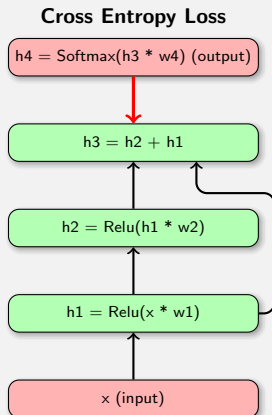 Cross Entropy Loss
h4 = Softmax(h3 * w4) (output)
h3 = h2 + h1
h2 = Relu(h1 * w2)
h1 = Relu(x * w1)
x (input)